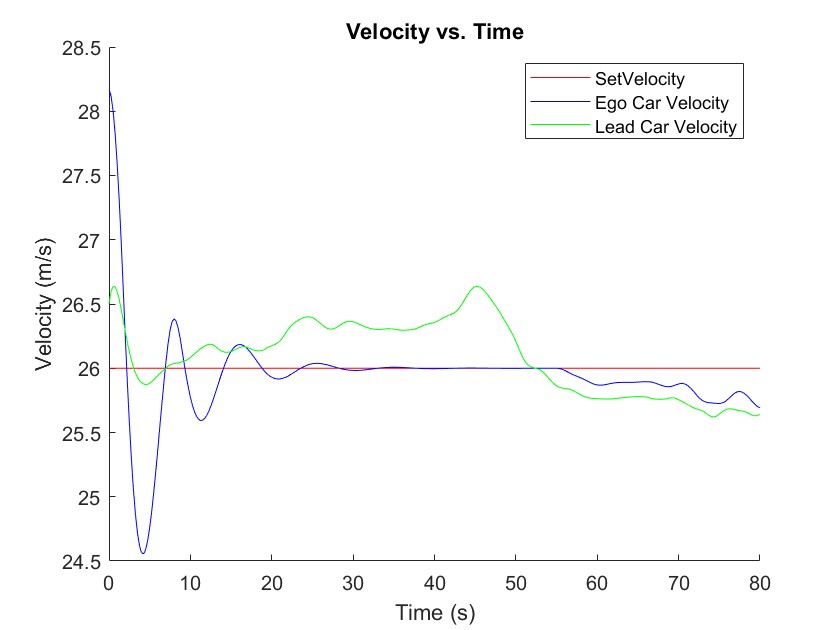 Velocity vs. Time
SetVelocity
Ego Car Velocity
Lead Car Velocity
Velocity (m/s)
28.5
28
27.5
27
26.5
26
25.5
25
24.5
0 10 20 30 40 50 60 70 80
Time (s)